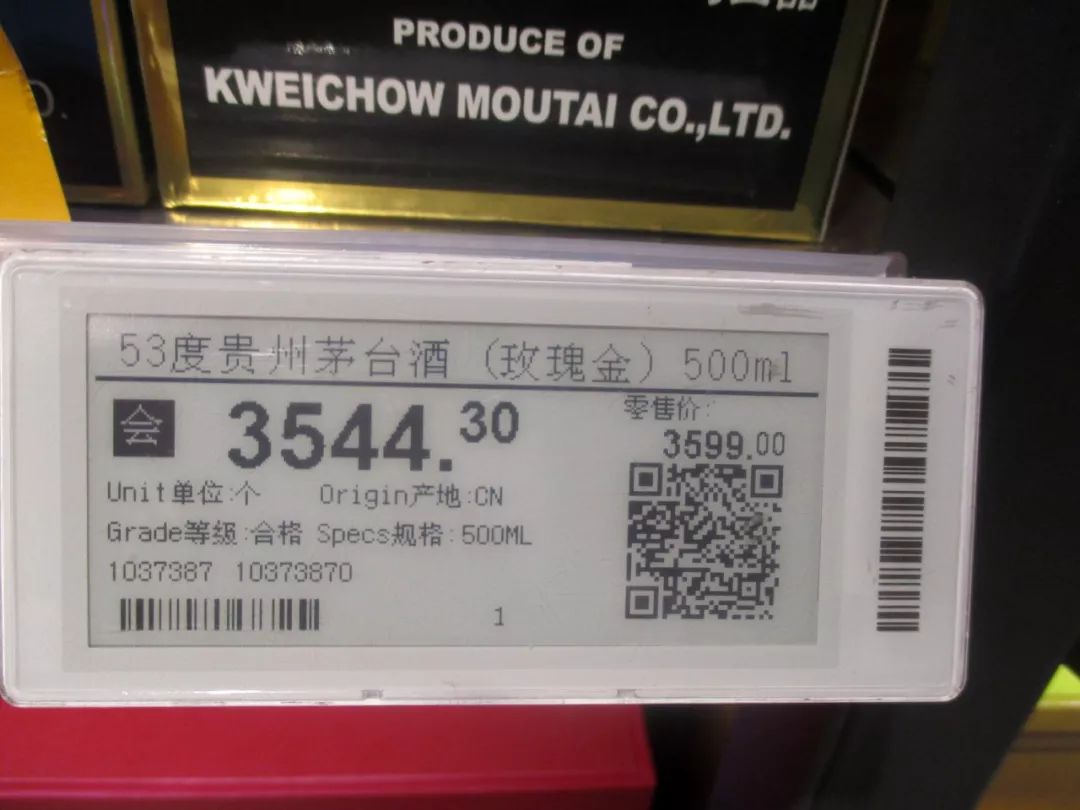 PRODUCE OF
KWEICHOW MOUTAI CO.,LTD.
53度贵州茅台酒（玫瑰金）500ml
会 3544.30
零售价:
3599.00
Unit单位:个 Origin产地:CN
Grade等级:合格 Specs规格:500ML
1037387 10373870
1